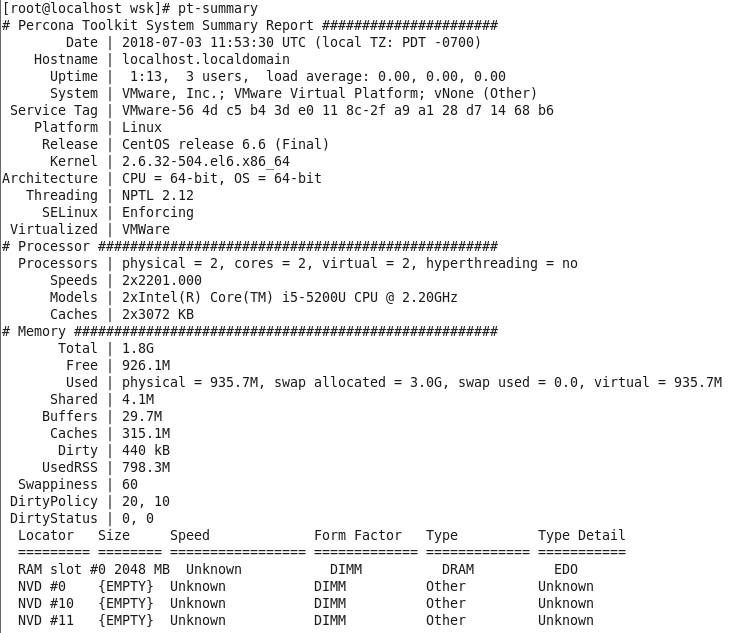 [root@localhost wsk]# pt-summary
# Percona Toolkit System Summary Report ######################
        Date | 2018-07-03 11:53:30 UTC (local TZ: PDT -0700)
    Hostname | localhost.localdomain
      Uptime |  1:13,  3 users,  load average: 0.00, 0.00, 0.00
      System | VMware, Inc.; VMware Virtual Platform; vNone (Other)
 Service Tag | VMware-56 4d c5 b4 3d e0 11 8c-2f a9 a1 28 d7 14 68 b6
    Platform | Linux
     Release | CentOS release 6.6 (Final)
      Kernel | 2.6.32-504.el6.x86_64
Architecture | CPU = 64-bit, OS = 64-bit
   Threading | NPTL 2.12
     SELinux | Enforcing
 Virtualized | VMWare
# Processor ##################################################
  Processors | physical = 2, cores = 2, virtual = 2, hyperthreading = no
      Speeds | 2x2201.000
      Models | 2xIntel(R) Core(TM) i5-5200U CPU @ 2.20GHz
      Caches | 2x3072 KB
# Memory #####################################################
       Total | 1.8G
        Free | 926.1M
        Used | physical = 935.7M, swap allocated = 3.0G, swap used = 0.0, virtual = 935.7M
      Shared | 4.1M
     Buffers | 29.7M
      Caches | 315.1M
       Dirty | 440 kB
     UsedRSS | 798.3M
  Swappiness | 60
 DirtyPolicy | 20, 10
 DirtyStatus | 0, 0
  Locator   Size     Speed             Form Factor   Type          Type Detail
  ========= ======== ================= ============= ============= ===========
  RAM slot #0 2048 MB  Unknown           DIMM          DRAM          EDO
  NVD #0    {EMPTY}  Unknown           DIMM          Other         Unknown
  NVD #10   {EMPTY}  Unknown           DIMM          Other         Unknown
  NVD #11   {EMPTY}  Unknown           DIMM          Other         Unknown